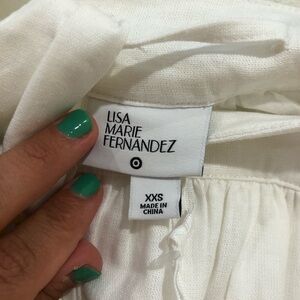 LISA
MARIE
FERNANDEZ
XXS
MADE IN
CHINA